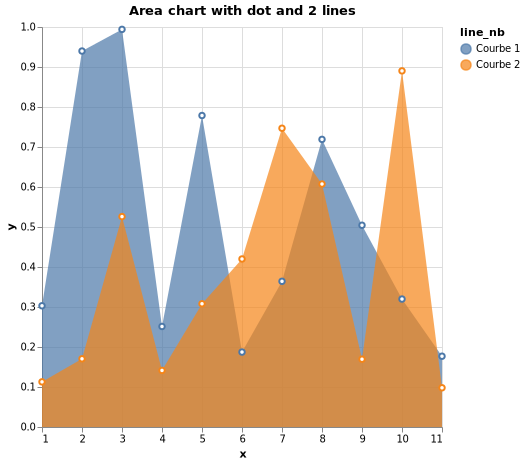 Area chart with dot and 2 lines
line_nb
Courbe 1
Courbe 2
y
1.0
0.9
0.8
0.7
0.6
0.5
0.4
0.3
0.2
0.1
0.0
1 2 3 4 5 6 7 8 9 10 11
x